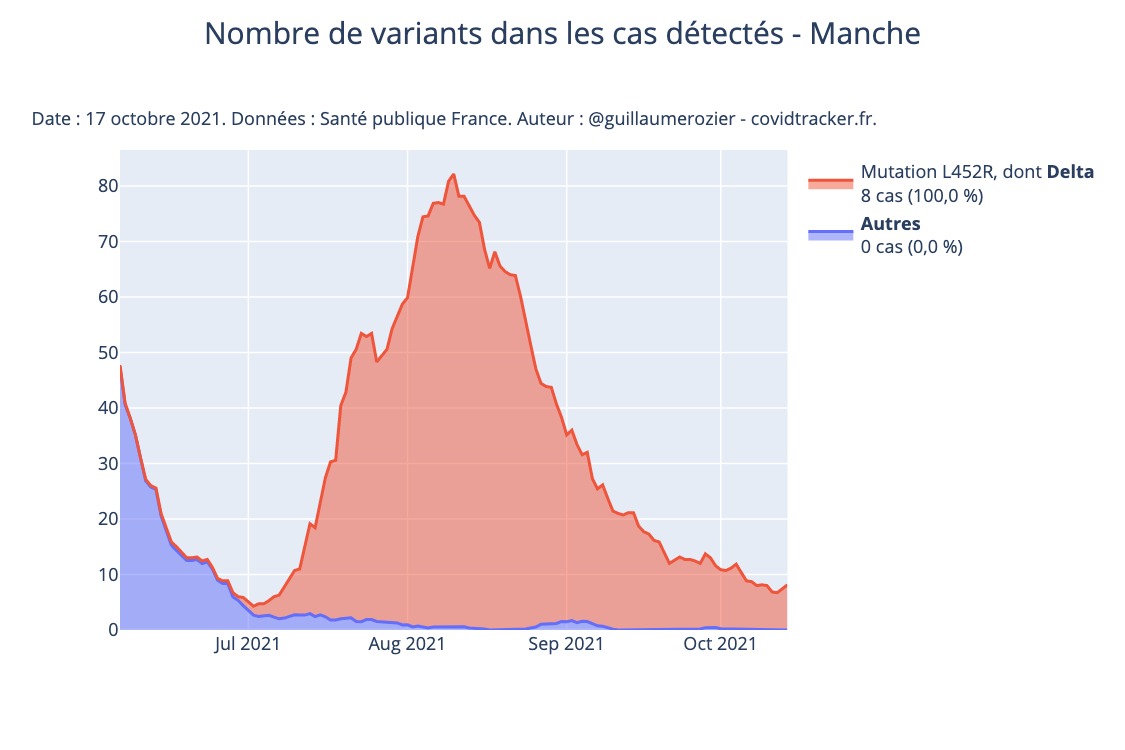 Nombre de variants dans les cas détectés - Manche
Date : 17 octobre 2021. Données : Santé publique France. Auteur : @guillaumerozier - covidtracker.fr.
Mutation L452R, dont Delta
8 cas (100,0 %)
Autres
0 cas (0,0 %)
80
70
60
50
40
30
20
10
0
Jul 2021 Aug 2021 Sep 2021 Oct 2021